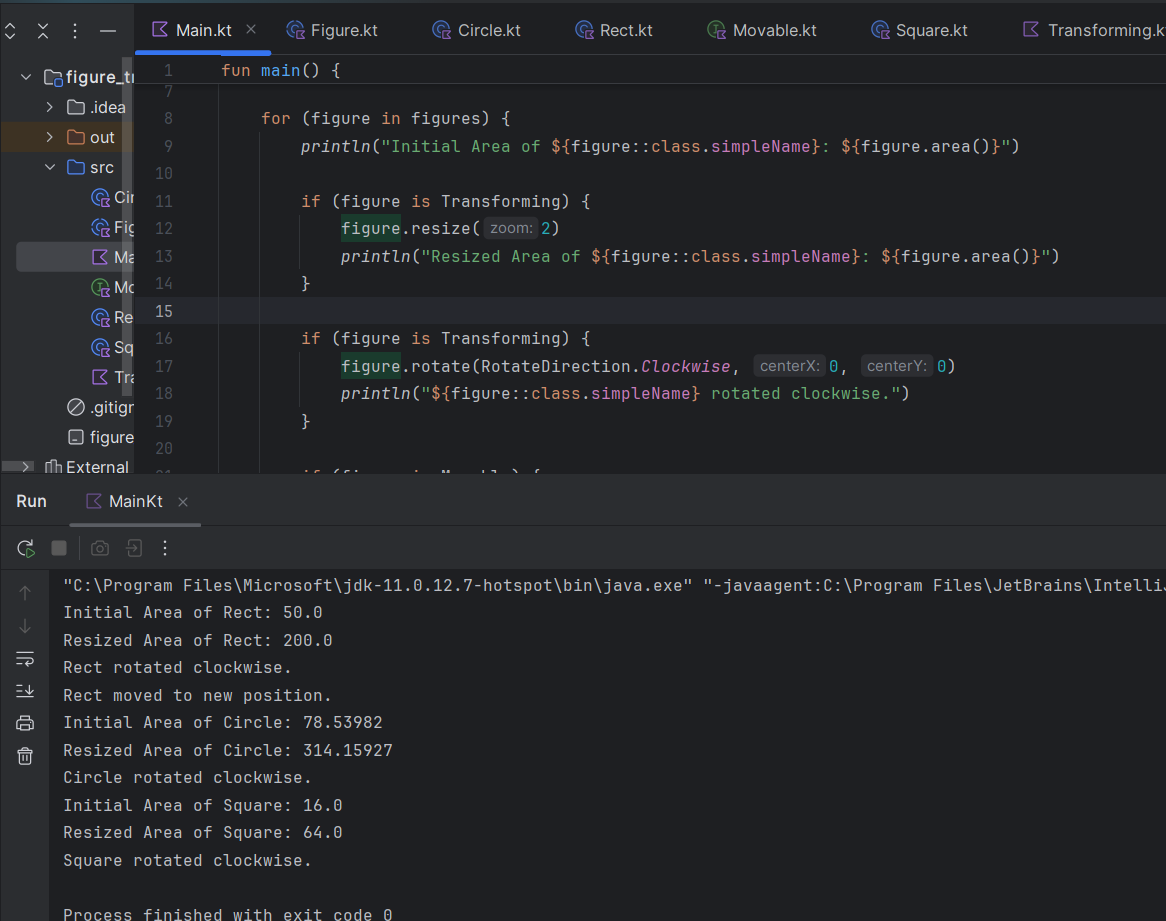 Main.kt
Figure.kt
Circle.kt
Rect.kt
Movable.kt
Square.kt
Transforming.k
figure_t
.idea
out
src
Cir
Fig
Ma
Mo
Re
Sq
Tra
.gitigr
figure
External
1 fun main() {
7
8 for (figure in figures) {
9 println("Initial Area of ${figure::class.simpleName}: ${figure.area()}")
10
11 if (figure is Transforming) {
12 figure.resize( zoom: 2)
13 println("Resized Area of ${figure::class.simpleName}: ${figure.area()}")
14 }
15
16 if (figure is Transforming) {
17 figure.rotate(RotateDirection.Clockwise, centerX: 0, centerY: 0)
18 println("${figure::class.simpleName} rotated clockwise.")
19 }
20
Run
MainKt
"C:\Program Files\Microsoft\jdk-11.0.12.7-hotspot\bin\java.exe" "-javaagent:C:\Program Files\JetBrains\IntelliJ
Initial Area of Rect: 50.0
Resized Area of Rect: 200.0
Rect rotated clockwise.
Rect moved to new position.
Initial Area of Circle: 78.53982
Resized Area of Circle: 314.15927
Circle rotated clockwise.
Initial Area of Square: 16.0
Resized Area of Square: 64.0
Square rotated clockwise.
Process finished with exit code 0